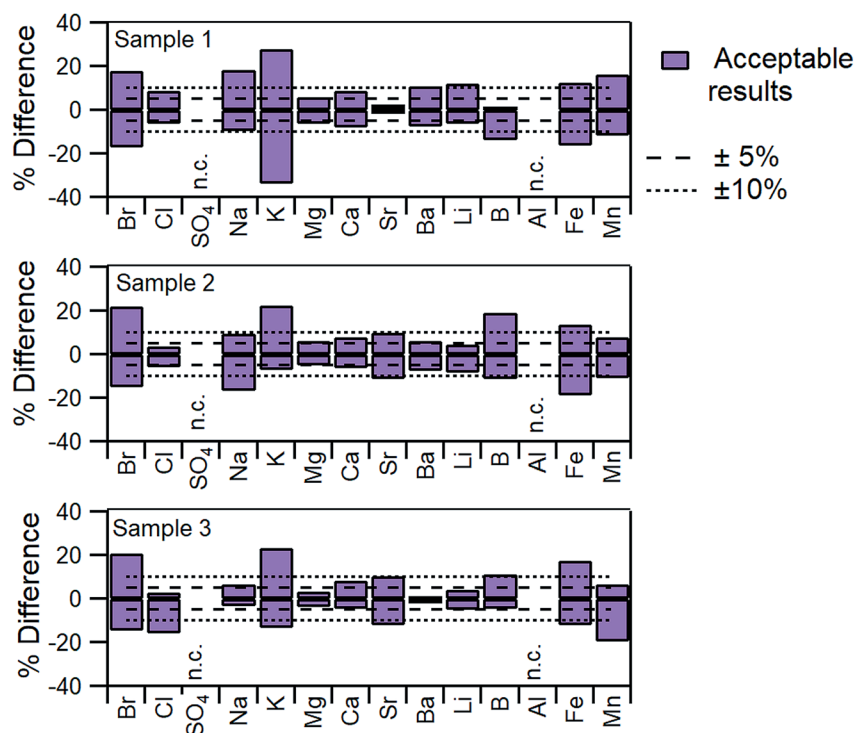 Sample 1
% Difference
40
20
0
-20
-40
n.c.
n.c.
Br
Cl
SO₄
Na
K
Mg
Ca
Sr
Ba
Li
B
Al
Fe
Mn
Acceptable
results
± 5%
±10%
Sample 2
% Difference
40
20
0
-20
-40
n.c.
n.c.
Br
Cl
SO₄
Na
K
Mg
Ca
Sr
Ba
Li
B
Al
Fe
Mn
Sample 3
% Difference
40
20
0
-20
-40
n.c.
n.c.
Br
Cl
SO₄
Na
K
Mg
Ca
Sr
Ba
Li
B
Al
Fe
Mn